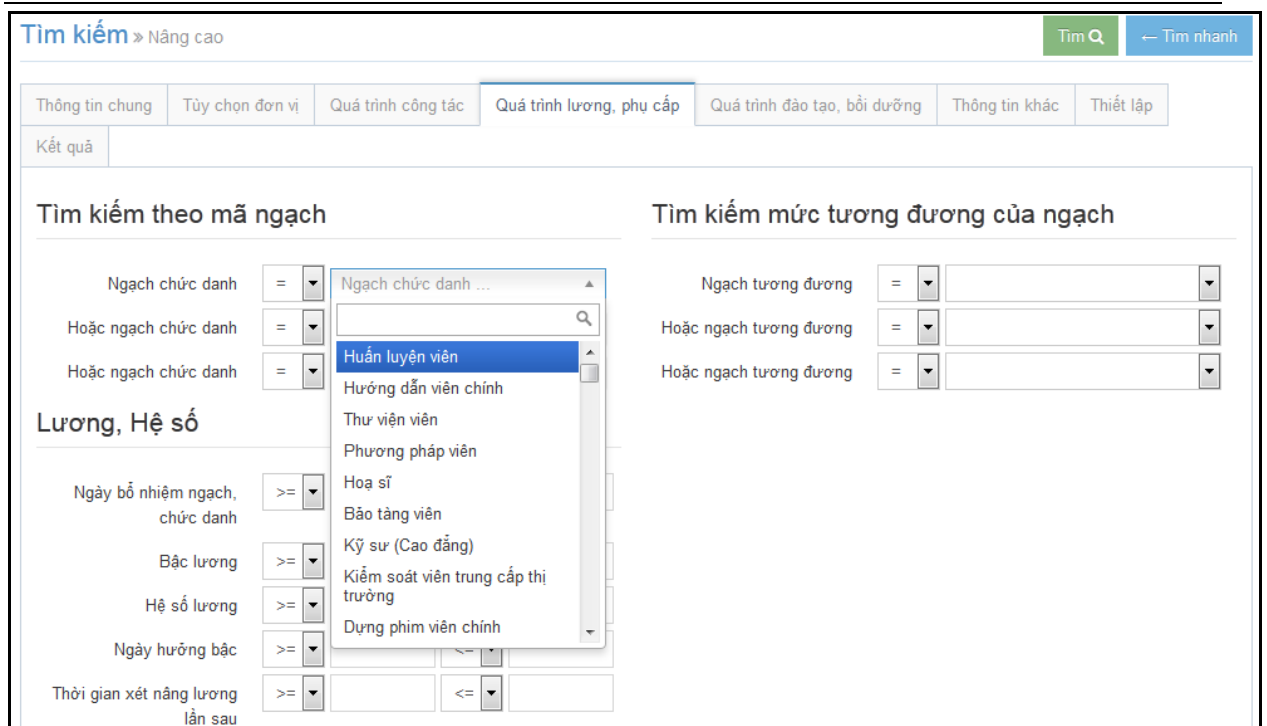 Tìm kiếm » Nâng cao
Tìm
← Tìm nhanh
Thông tin chung
Tùy chọn đơn vị
Quá trình công tác
Quá trình lương, phụ cấp
Quá trình đào tạo, bồi dưỡng
Thông tin khác
Thiết lập
Kết quả
Tìm kiếm theo mã ngạch
Ngạch chức danh = Ngạch chức danh ...
Hoặc ngạch chức danh =
Hoặc ngạch chức danh =
Huấn luyện viên
Hướng dẫn viên chính
Thư viện viên
Phương pháp viên
Hoạ sĩ
Bảo tàng viên
Kỹ sư (Cao đẳng)
Kiểm soát viên trung cấp thị
trường
Dựng phim viên chính
Lương, Hệ số
Ngày bổ nhiệm ngạch, >=
chức danh
Bậc lương >=
Hệ số lương >=
Ngày hưởng bậc >= <=
Thời gian xét nâng lương >= <=
lần sau
Tìm kiếm mức tương đương của ngạch
Ngạch tương đương =
Hoặc ngạch tương đương =
Hoặc ngạch tương đương =